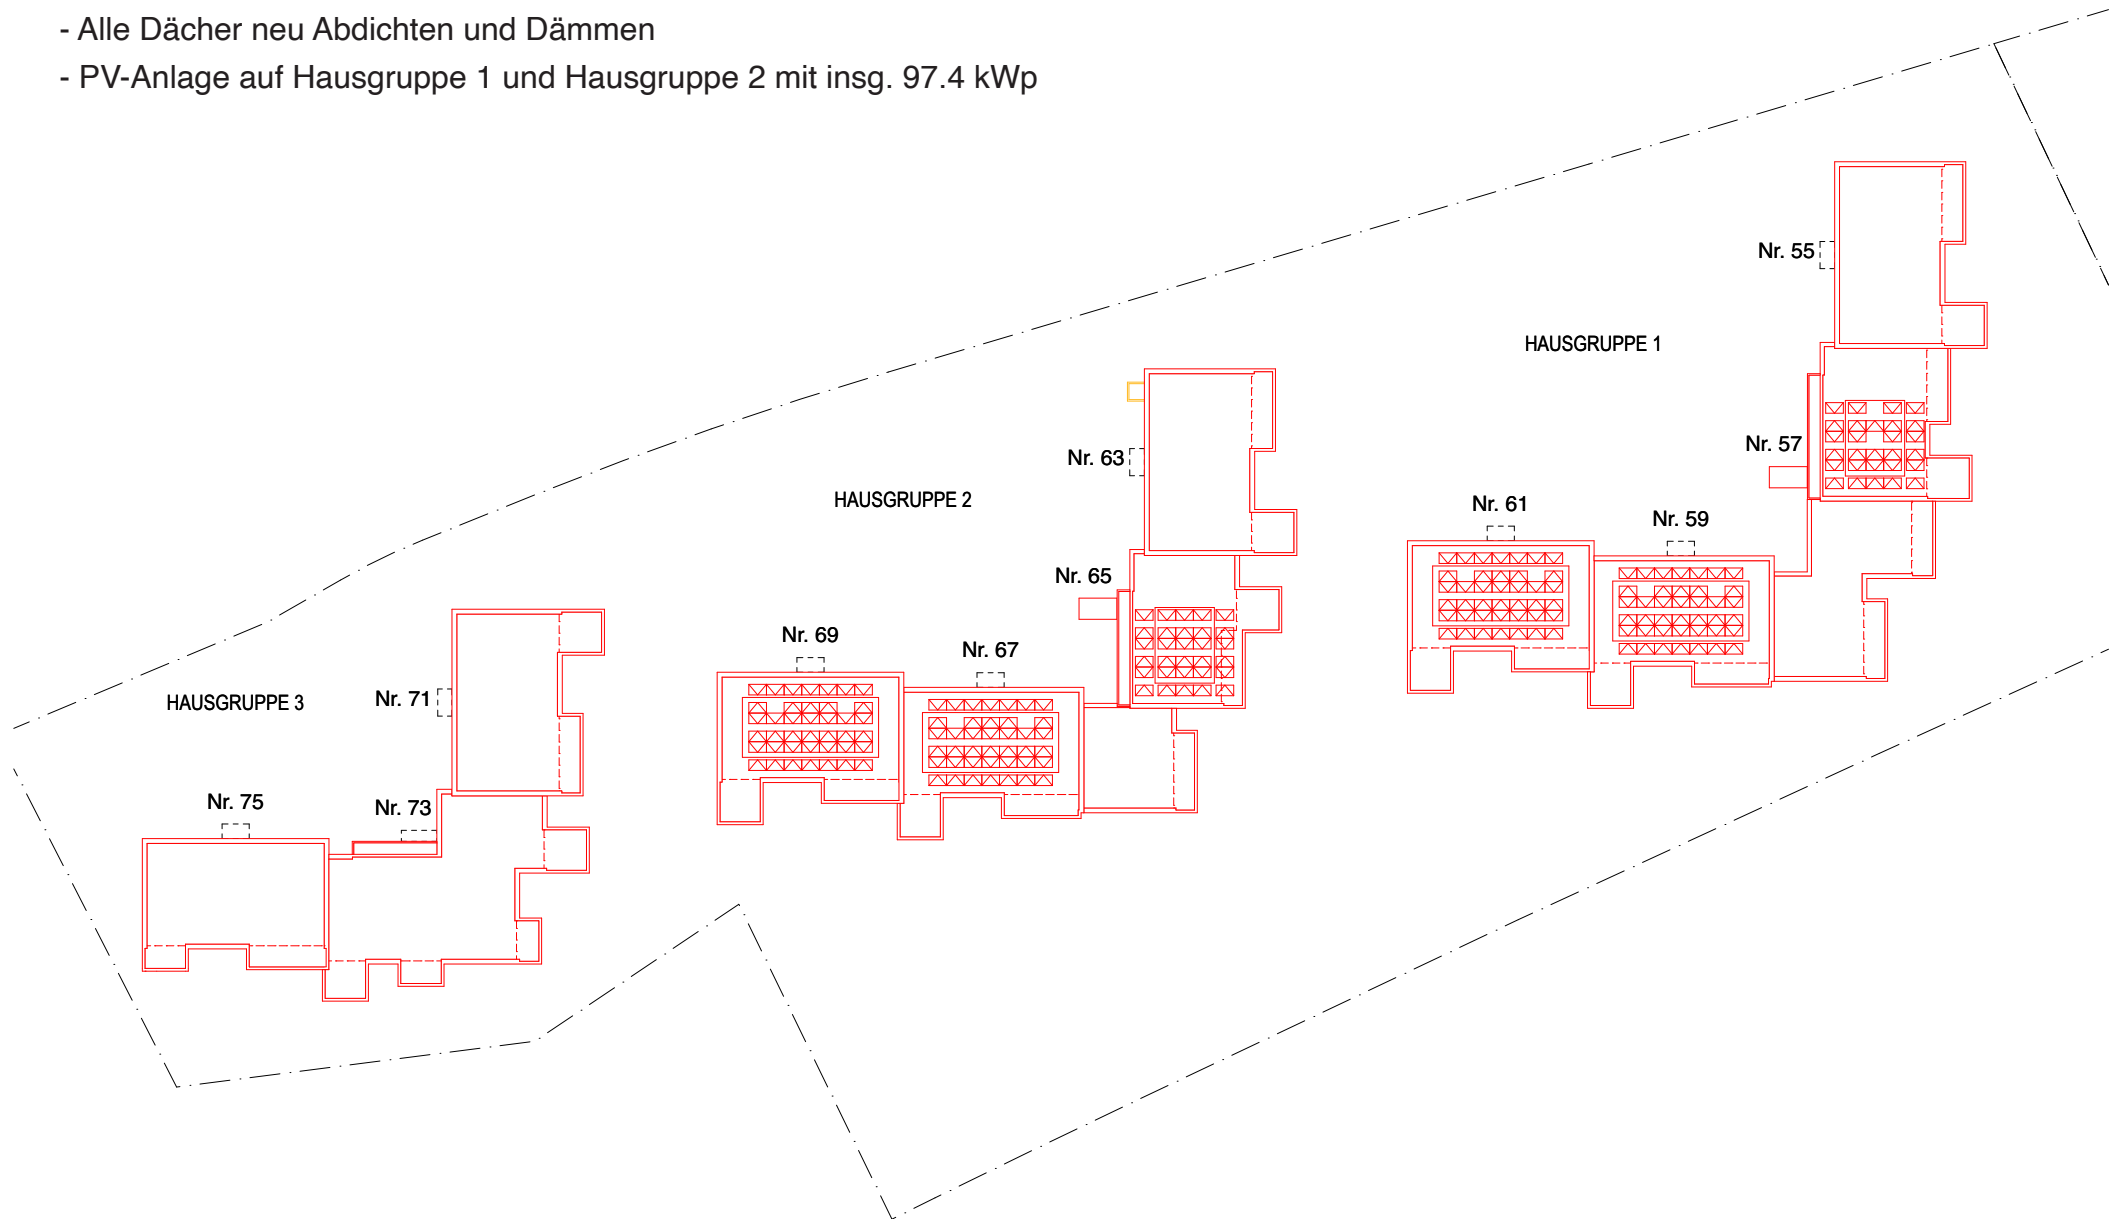 - Alle Dächer neu Abdichten und Dämmen
- PV-Anlage auf Hausgruppe 1 und Hausgruppe 2 mit insg. 97.4 kWp
Nr. 55
HAUSGRUPPE 1
Nr. 57
Nr. 63
HAUSGRUPPE 2
Nr. 61
Nr. 59
Nr. 65
Nr. 69
Nr. 67
HAUSGRUPPE 3
Nr. 71
Nr. 75
Nr. 73